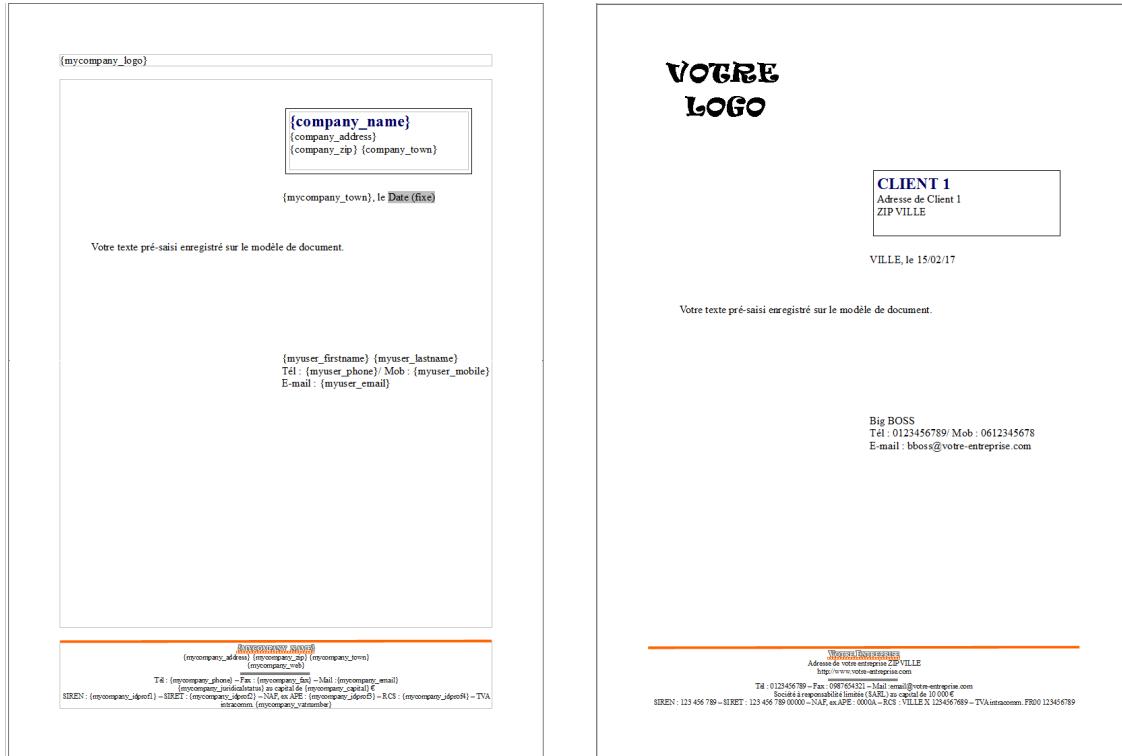 {mycompany_logo}
{company_name}
{company_address}
{company_zip} {company_town}
{mycompany_town}, le Date (fixe)
Votre texte pré-saisi enregistré sur le modèle de document.
{myuser_firstname} {myuser_lastname}
Tél : {myuser_phone}/ Mob : {myuser_mobile}
E-mail : {myuser_email}
{MYCOMPANY_NAME}
{mycompany_address} {mycompany_zip} {mycompany_town}
{mycompany_web}
Tél : {mycompany_phone} – Fax : {mycompany_fax} – Mail : {mycompany_email}
{mycompany_juridicalstatus} au capital de {mycompany_capital} €
SIREN : {mycompany_idprof1} – SIRET : {mycompany_idprof2} – NAF, ex APE : {mycompany_idprof3} – RCS : {mycompany_idprof4} – TVA
intracomm. {mycompany_vatnumber}
VOTRE
LOGO
CLIENT 1
Adresse de Client 1
ZIP VILLE
VILLE, le 15/02/17
Votre texte pré-saisi enregistré sur le modèle de document.
Big BOSS
Tél : 0123456789/ Mob : 0612345678
E-mail : bboss@votre-entreprise.com
VOTRE ENTREPRISE
Adresse de votre entreprise ZIP VILLE
http://www.votre-entreprise.com
Tél : 0123456789 – Fax : 0987654321 – Mail :email@votre-entreprise.com
Société à responsabilité limitée (SARL) au capital de 10 000 €
SIREN : 123 456 789 – SIRET : 123 456 789 00000 – NAF, ex APE : 0000A – RCS : VILLE X 1234567689 – TVA intracomm. FR00 123456789